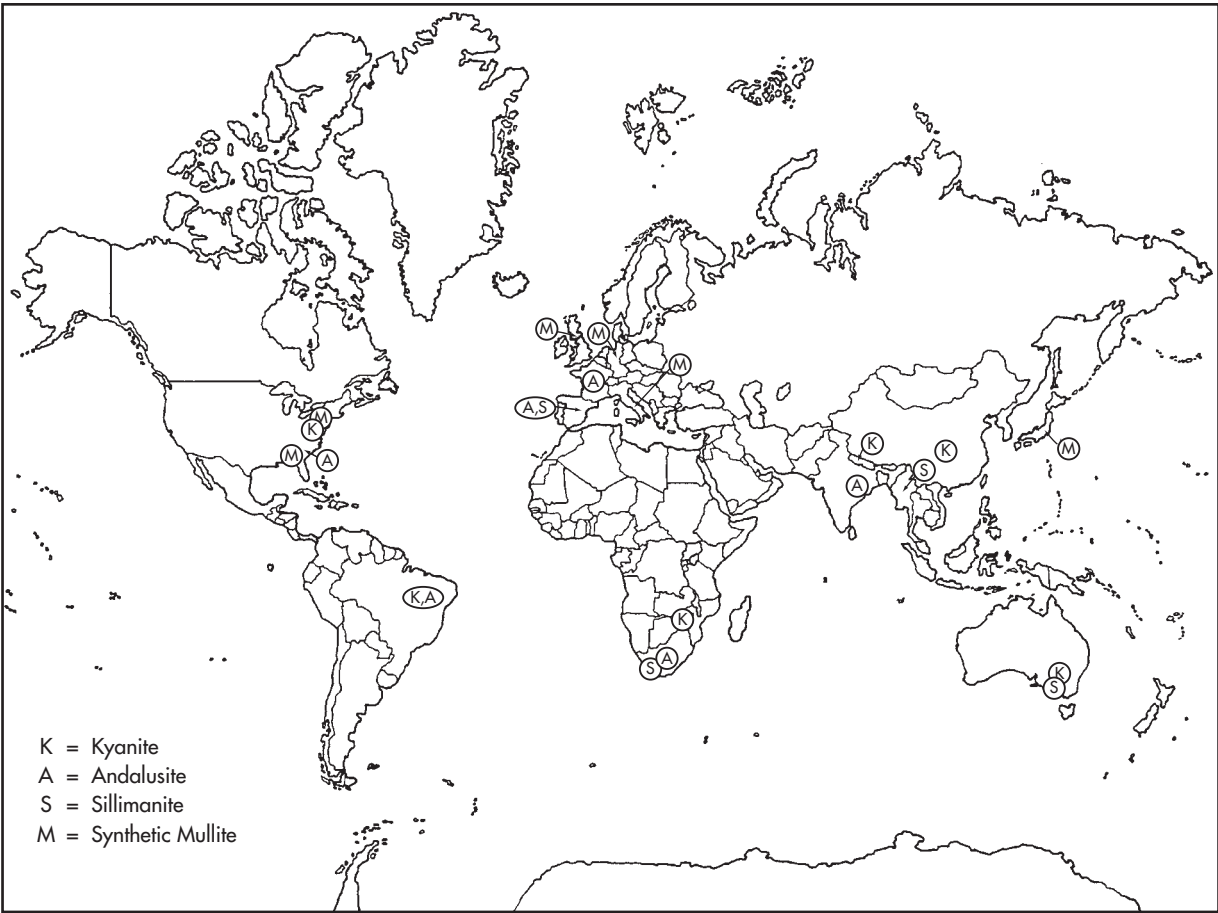 M
M
M
A
A,S
M
K
M
A
K
K
S
A
M
K,A
K
A
S
K
S
K = Kyanite
A = Andalusite
S = Sillimanite
M = Synthetic Mullite